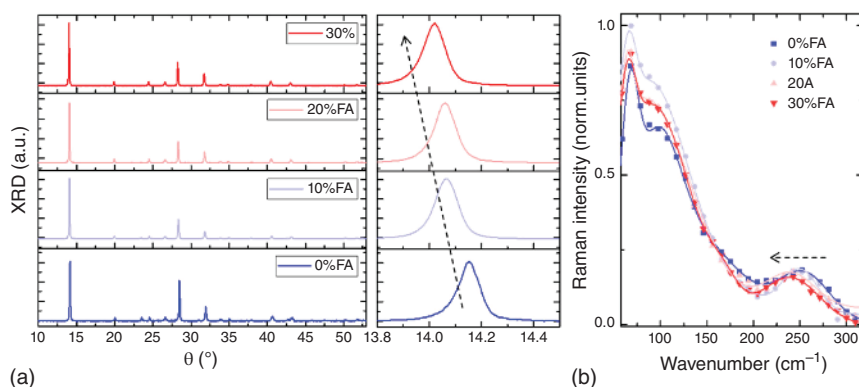 XRD (a.u.)
30%
20%FA
10%FA
0%FA
10 15 20 25 30 35 40 45 50
13.8 14.0 14.2 14.4
θ (°)
(a)
Raman intensity (norm.units)
1.0
0.5
0.0
0%FA
10%FA
20A
30%FA
100 150 200 250 300
Wavenumber (cm⁻¹)
(b)